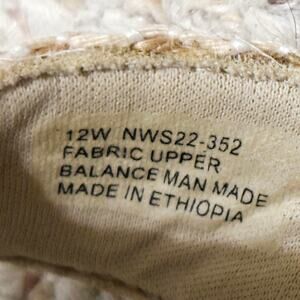 12W NWS22-352
FABRIC UPPER
BALANCE MAN MADE
MADE IN ETHIOPIA